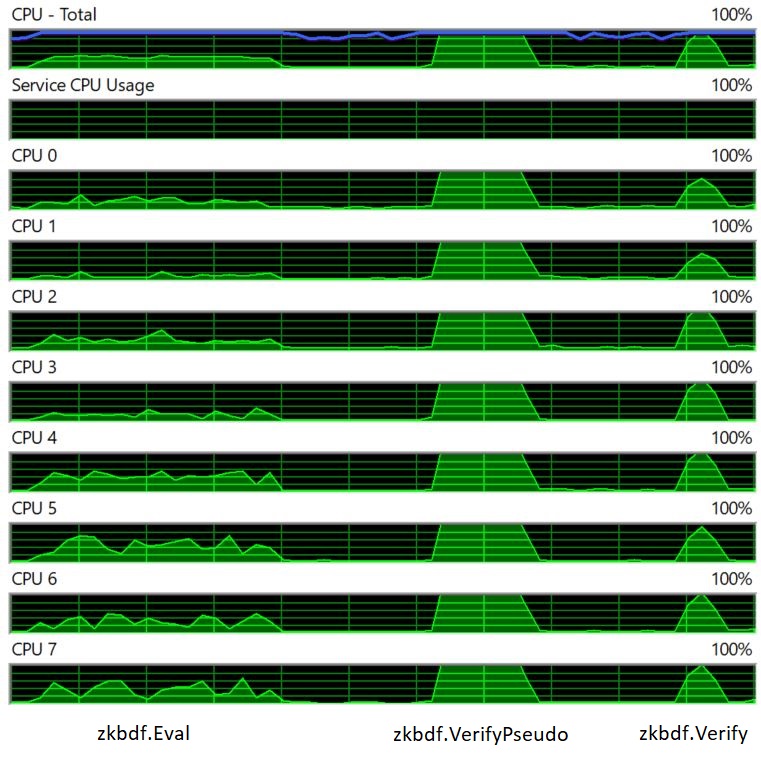 CPU - Total 100%
Service CPU Usage 100%
CPU 0 100%
CPU 1 100%
CPU 2 100%
CPU 3 100%
CPU 4 100%
CPU 5 100%
CPU 6 100%
CPU 7 100%
zkbdf.Eval zkbdf.VerifyPseudo zkbdf.Verify